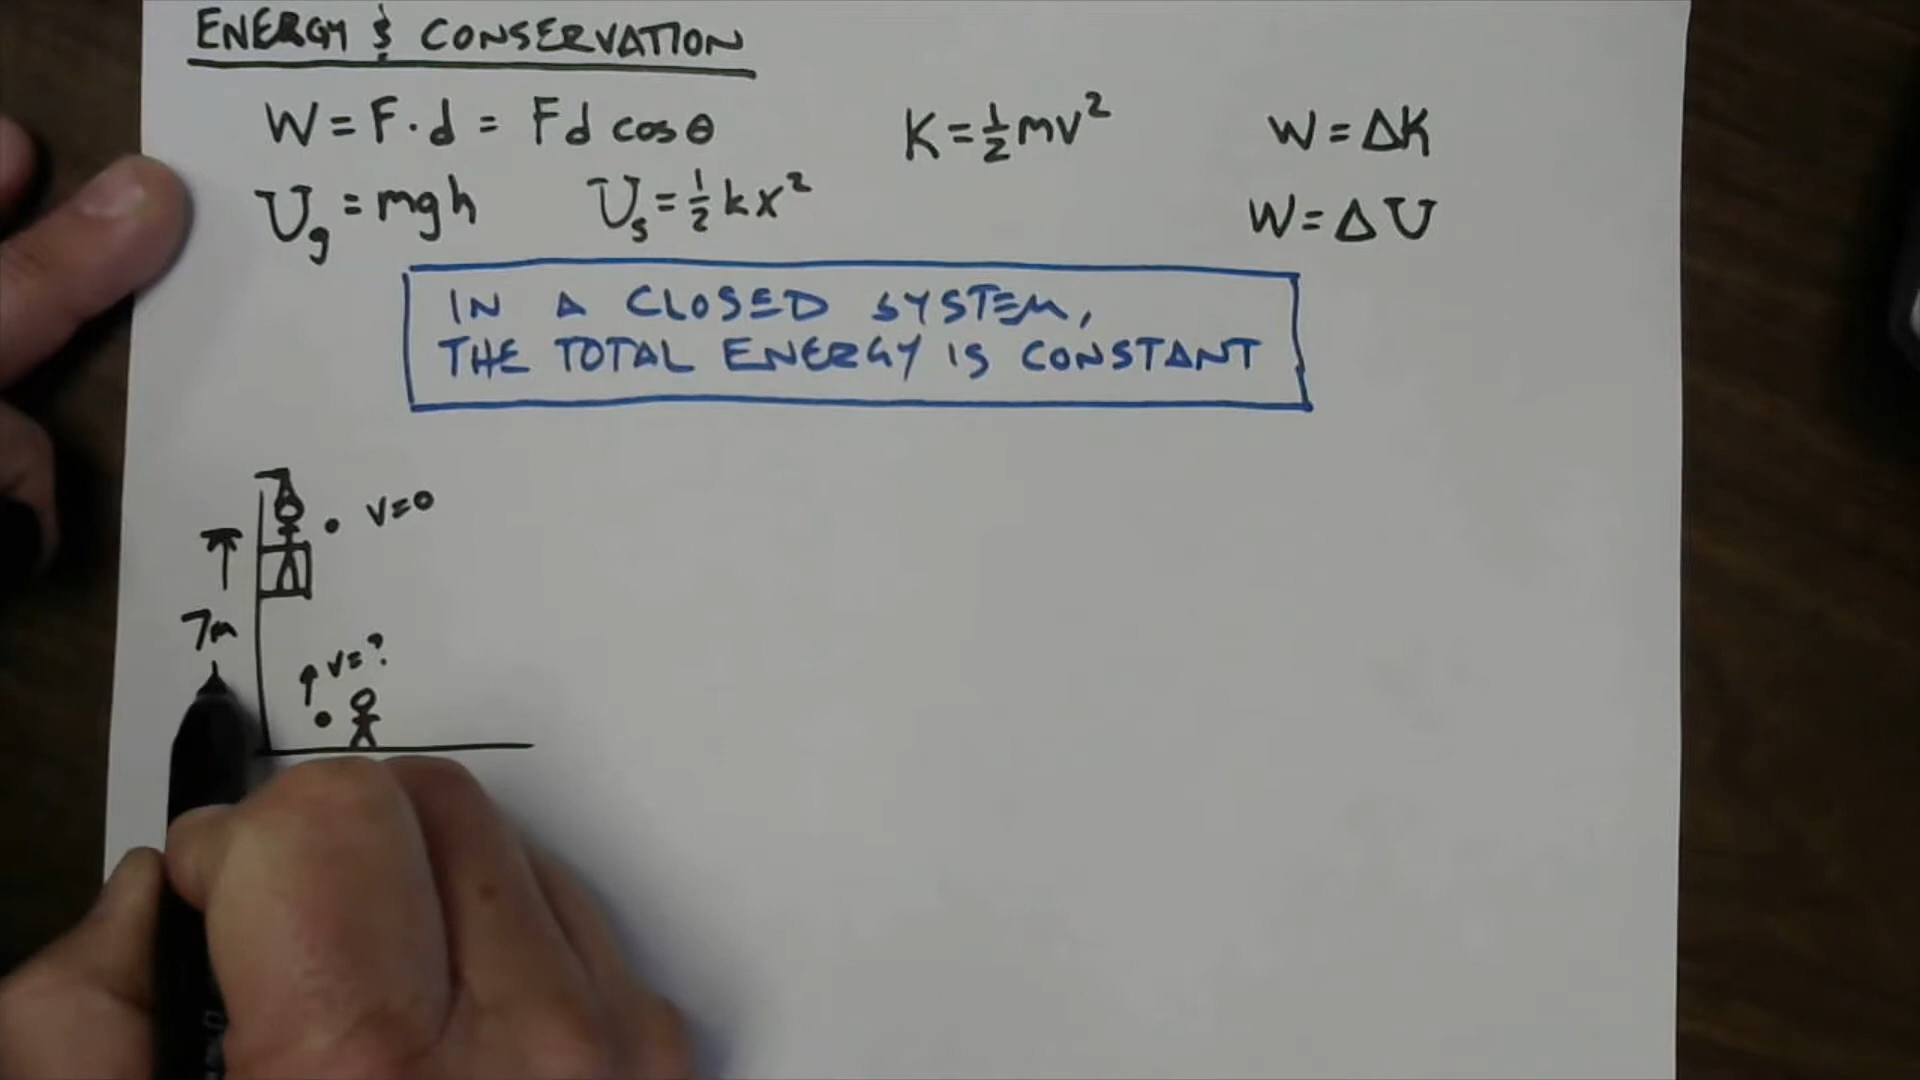 ENERGY & CONSERVATION
W = F · d = Fd cos θ K = ½mv² W = ΔK
U_g = mgh U_s = ½kx² W = ΔU
IN A CLOSED SYSTEM,
THE TOTAL ENERGY IS CONSTANT
v=0
7m
v=?